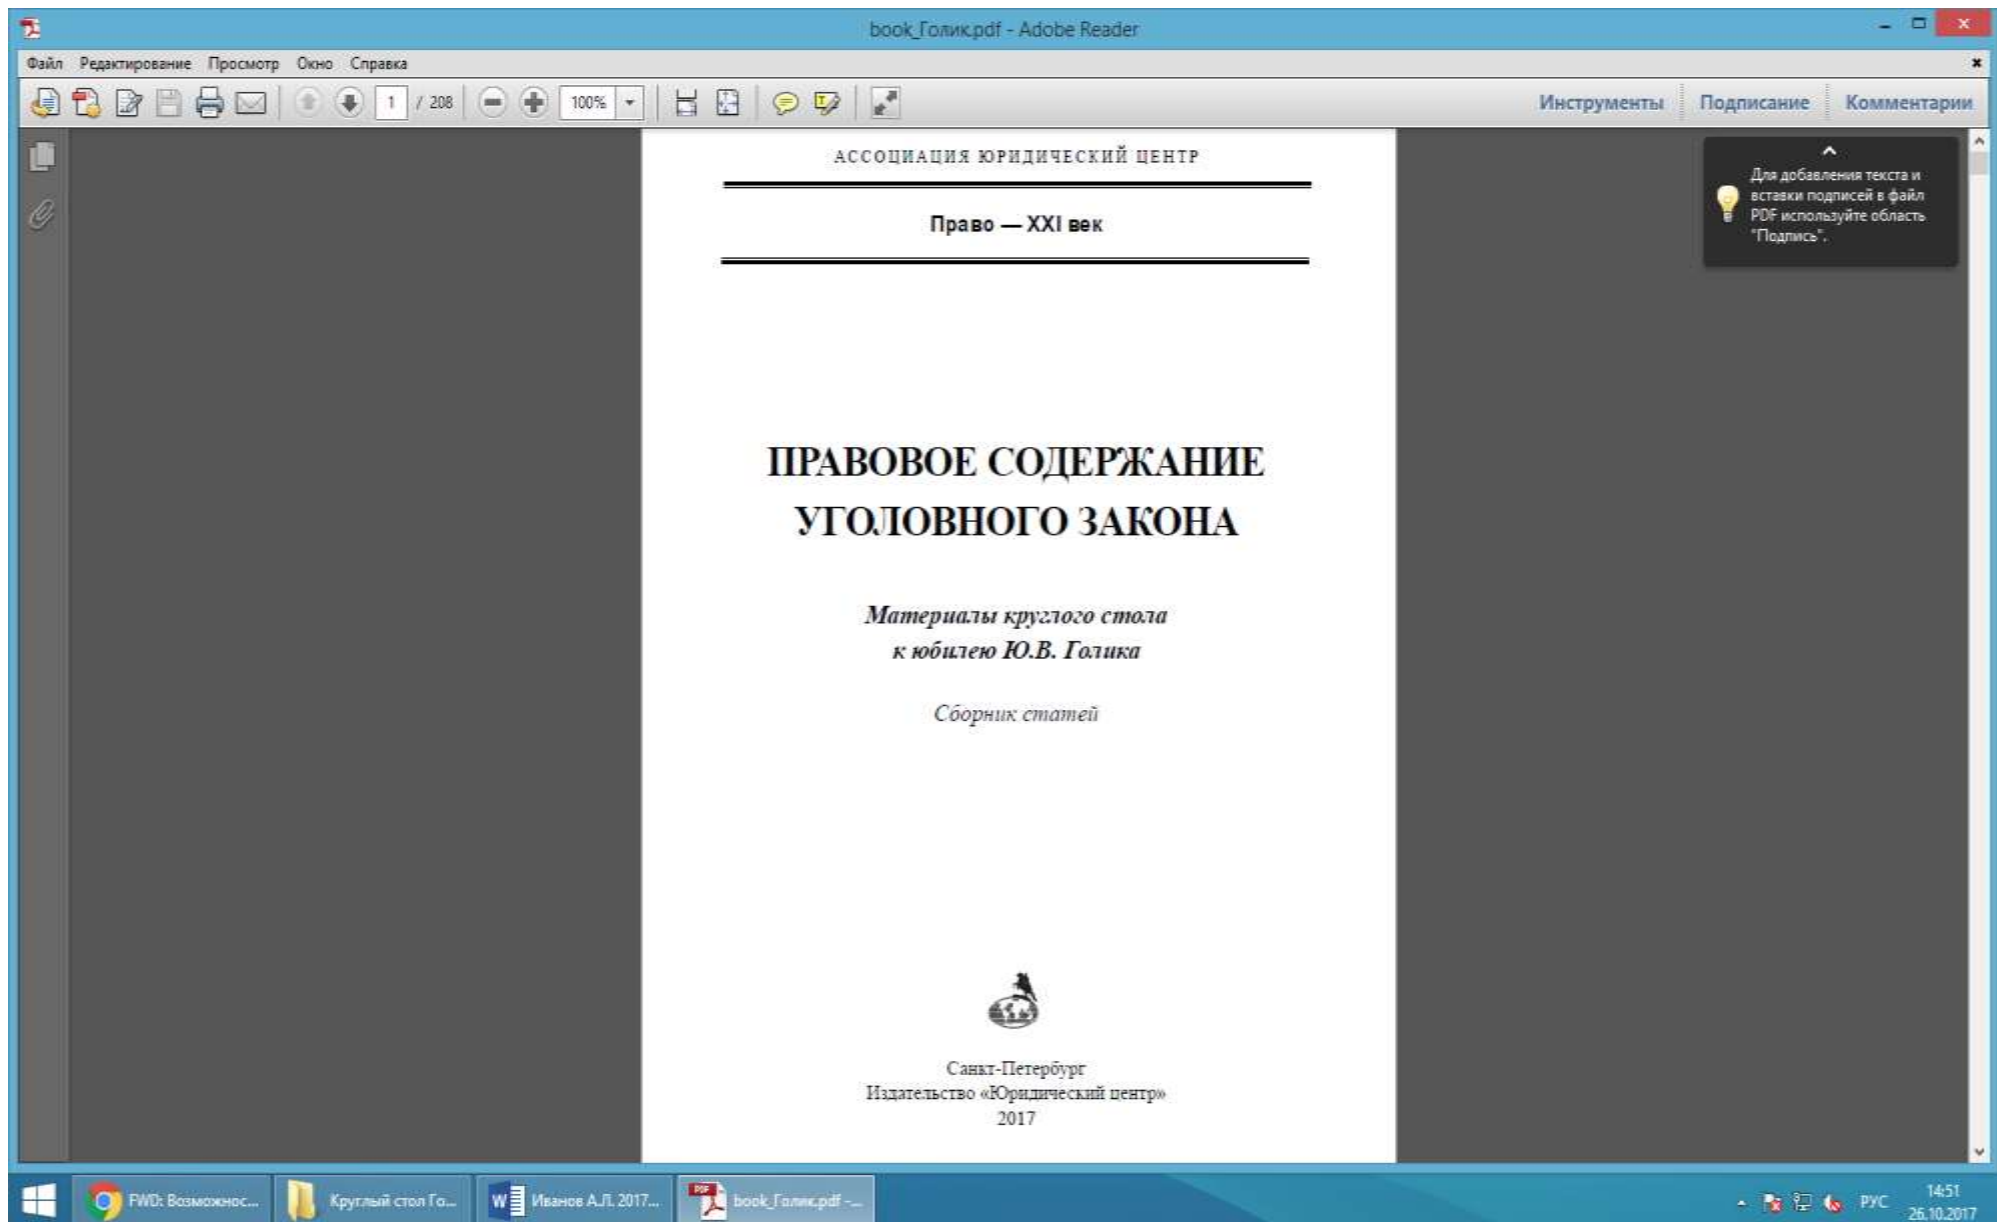 book_Голик.pdf - Adobe Reader
Файл Редактирование Просмотр Окно Справка
1 / 208 100% Инструменты Подписание Комментарии
АССОЦИАЦИЯ ЮРИДИЧЕСКИЙ ЦЕНТР
Право — XXI век
Для добавления текста и
вставки подписей в файл
PDF используйте область
"Подпись".
ПРАВОВОЕ СОДЕРЖАНИЕ
УГОЛОВНОГО ЗАКОНА
Материалы круглого стола
к юбилею Ю.В. Голика
Сборник статей
Санкт-Петербург
Издательство «Юридический центр»
2017
FWD: Возможнос... Круглый стол Го... Иванов А.Л. 2017... book_Голик.pdf -... РУС 14:51
26.10.2017